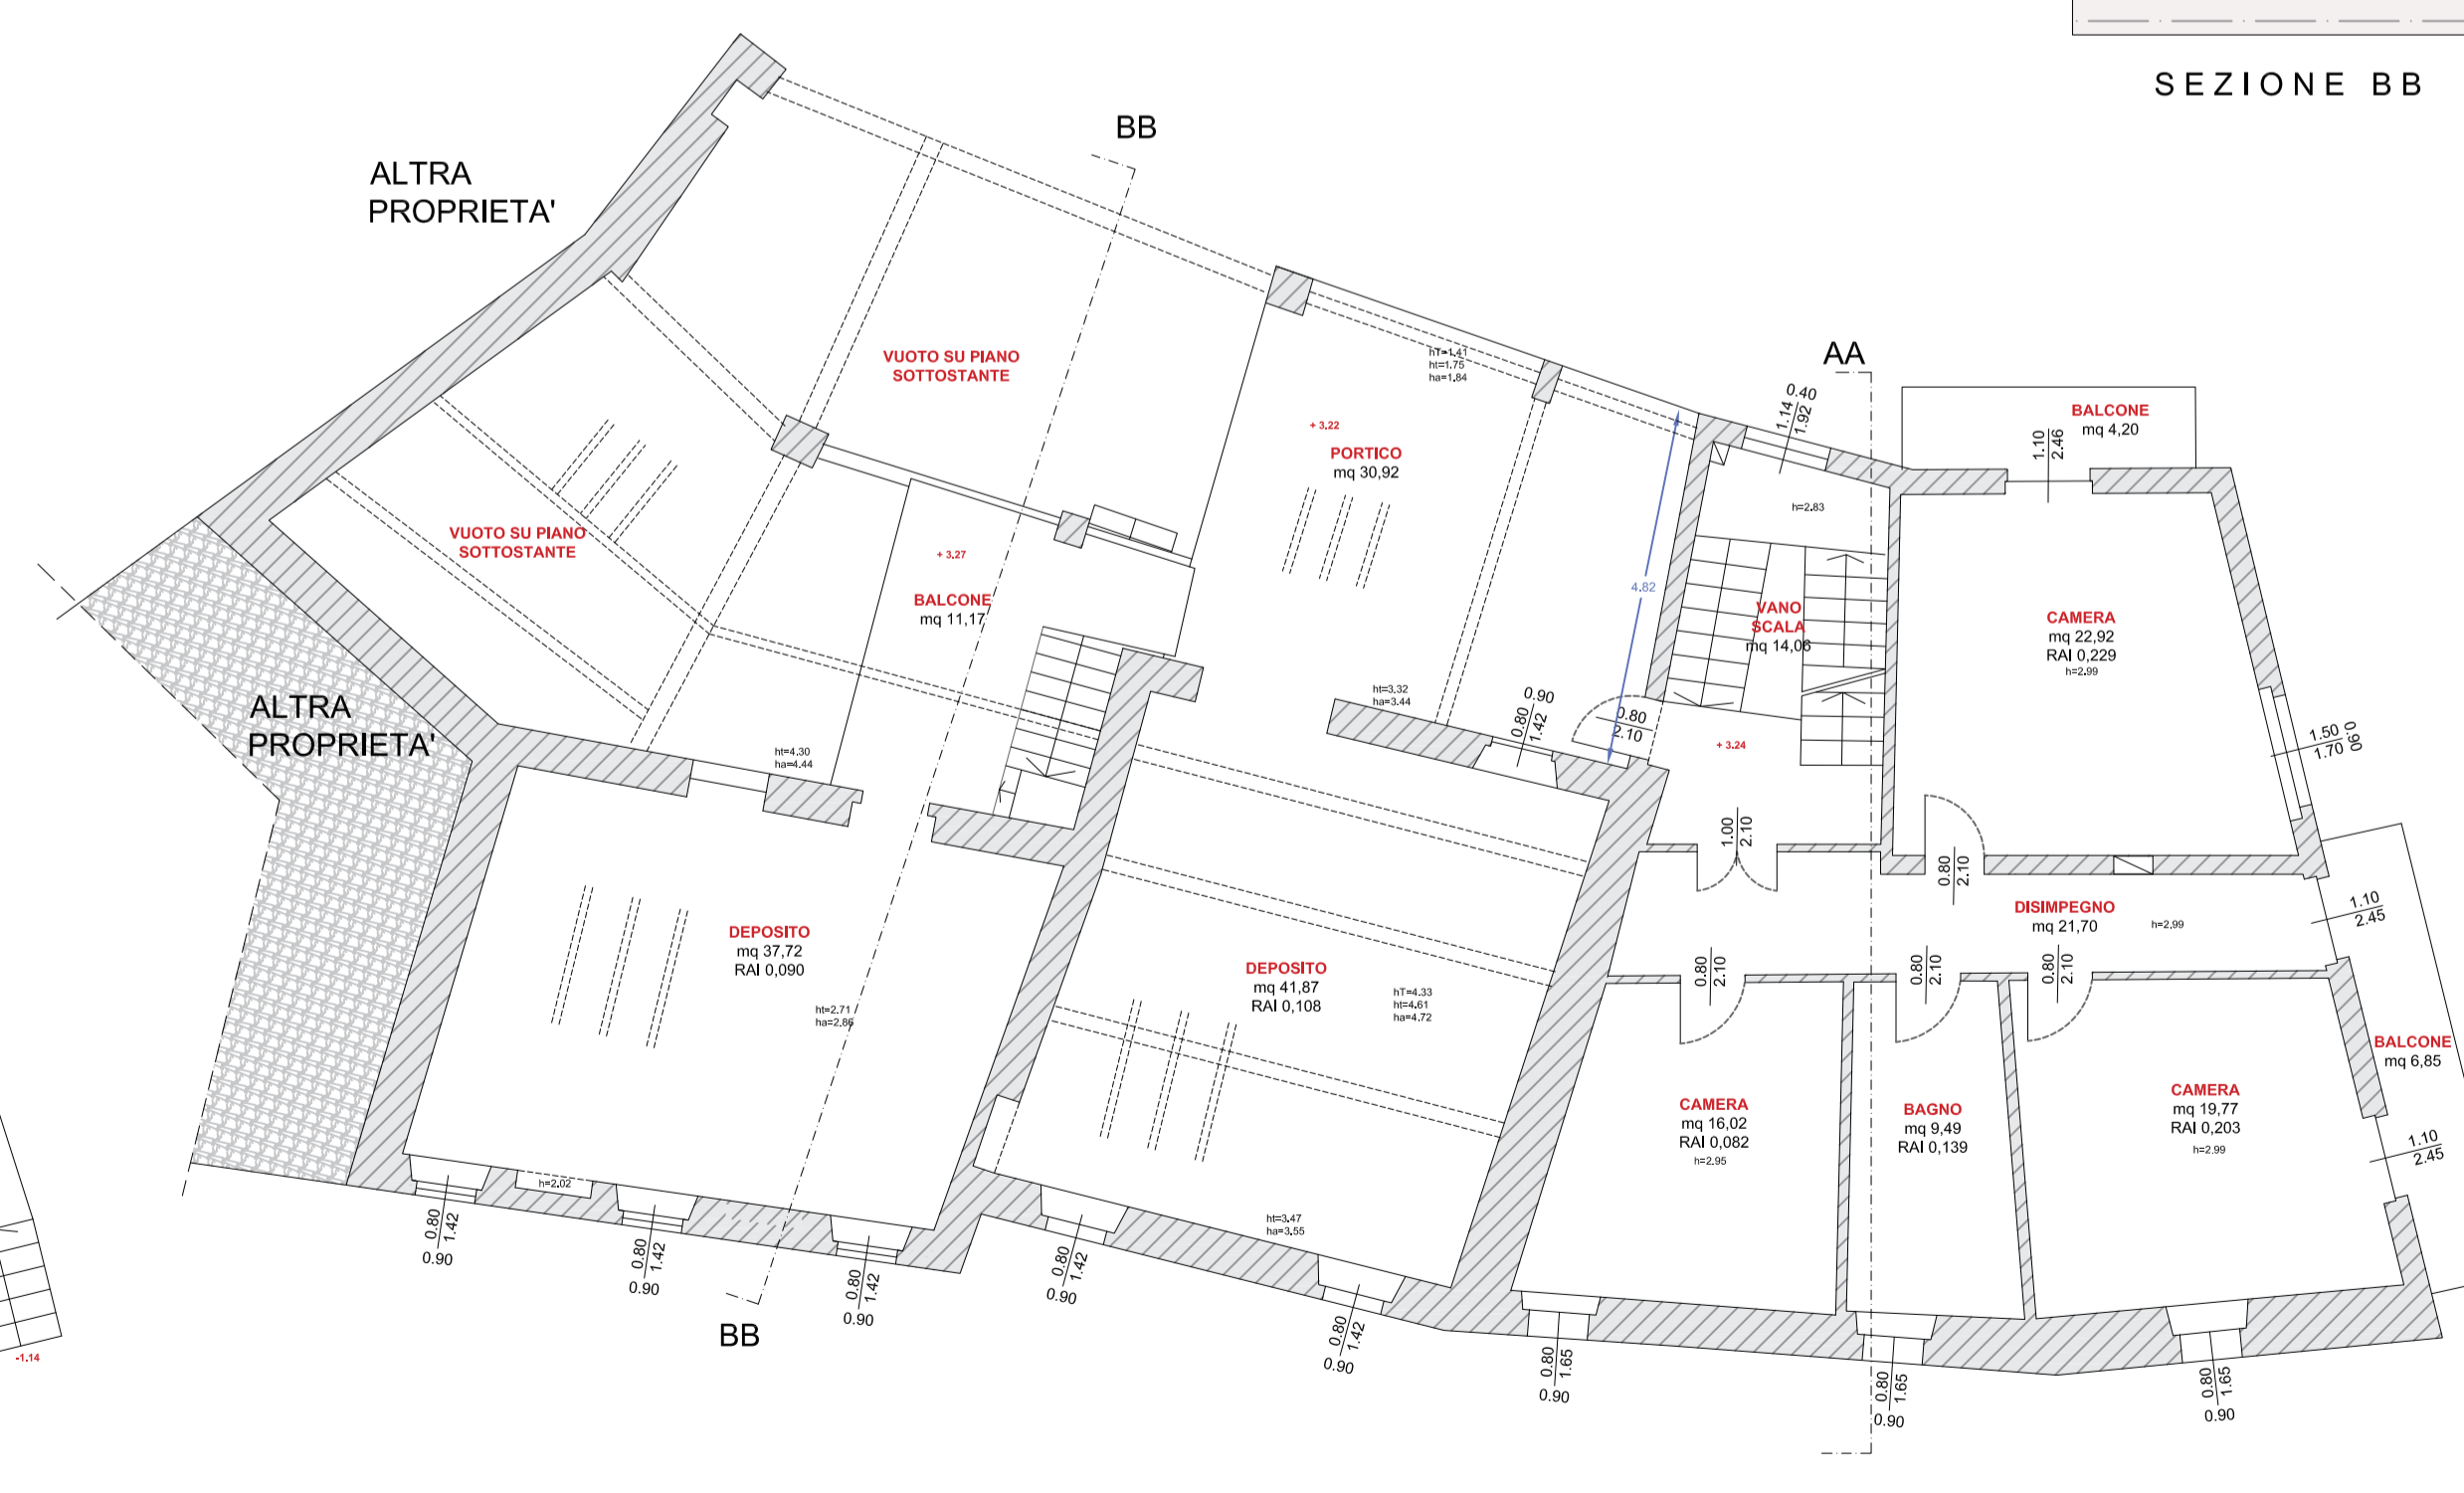 SEZIONE BB
BB
ALTRA
PROPRIETA'
VUOTO SU PIANO
SOTTOSTANTE
hT=1.41
ht=1.75
ha=1.84
AA
0.40
1.14
1.92
BALCONE
mq 4,20
1.10
2.46
+ 3.22
PORTICO
mq 30,92
h=2.83
VUOTO SU PIANO
SOTTOSTANTE
+ 3.27
BALCONE
mq 11,17
4.82
VANO
SCALA
mq 14,06
CAMERA
mq 22,92
RAI 0,229
h=2.99
ALTRA
PROPRIETA'
ht=3.32
ha=3.44
0.90
0.80
1.42
0.80
2.10
+ 3.24
1.50
1.70
0.90
ht=4.30
ha=4.44
1.00
2.10
0.80
2.10
DISIMPEGNO
mq 21,70
h=2.99
1.10
2.45
DEPOSITO
mq 37,72
RAI 0,090
ht=2.71
ha=2.86
DEPOSITO
mq 41,87
RAI 0,108
hT=4.33
ht=4.61
ha=4.72
0.80
2.10
0.80
2.10
0.80
2.10
BALCONE
mq 6,85
CAMERA
mq 16,02
RAI 0,082
h=2.95
BAGNO
mq 9,49
RAI 0,139
CAMERA
mq 19,77
RAI 0,203
h=2.99
1.10
2.45
h=2.02
ht=3.47
ha=3.55
0.80
1.42
0.90
0.80
1.42
0.90
0.80
1.42
0.90
0.80
1.42
0.90
0.80
1.42
0.90
0.80
1.65
0.90
0.80
1.65
0.90
0.80
1.65
0.90
BB
-1.14